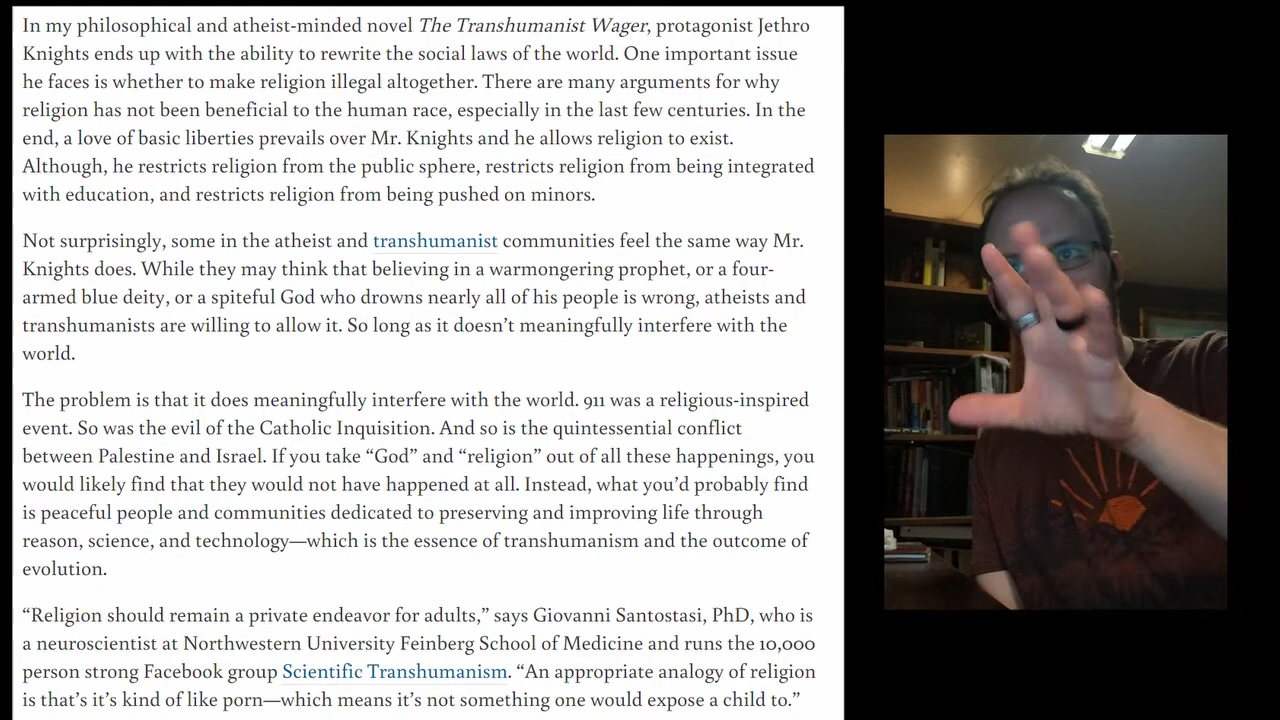 In my philosophical and atheist-minded novel The Transhumanist Wager, protagonist Jethro
Knights ends up with the ability to rewrite the social laws of the world. One important issue
he faces is whether to make religion illegal altogether. There are many arguments for why
religion has not been beneficial to the human race, especially in the last few centuries. In the
end, a love of basic liberties prevails over Mr. Knights and he allows religion to exist.
Although, he restricts religion from the public sphere, restricts religion from being integrated
with education, and restricts religion from being pushed on minors.
Not surprisingly, some in the atheist and transhumanist communities feel the same way Mr.
Knights does. While they may think that believing in a warmongering prophet, or a four-
armed blue deity, or a spiteful God who drowns nearly all of his people is wrong, atheists and
transhumanists are willing to allow it. So long as it doesn’t meaningfully interfere with the
world.
The problem is that it does meaningfully interfere with the world. 911 was a religious-inspired
event. So was the evil of the Catholic Inquisition. And so is the quintessential conflict
between Palestine and Israel. If you take “God” and “religion” out of all these happenings, you
would likely find that they would not have happened at all. Instead, what you’d probably find
is peaceful people and communities dedicated to preserving and improving life through
reason, science, and technology—which is the essence of transhumanism and the outcome of
evolution.
“Religion should remain a private endeavor for adults,” says Giovanni Santostasi, PhD, who is
a neuroscientist at Northwestern University Feinberg School of Medicine and runs the 10,000
person strong Facebook group Scientific Transhumanism. “An appropriate analogy of religion
is that’s it’s kind of like porn—which means it’s not something one would expose a child to.”